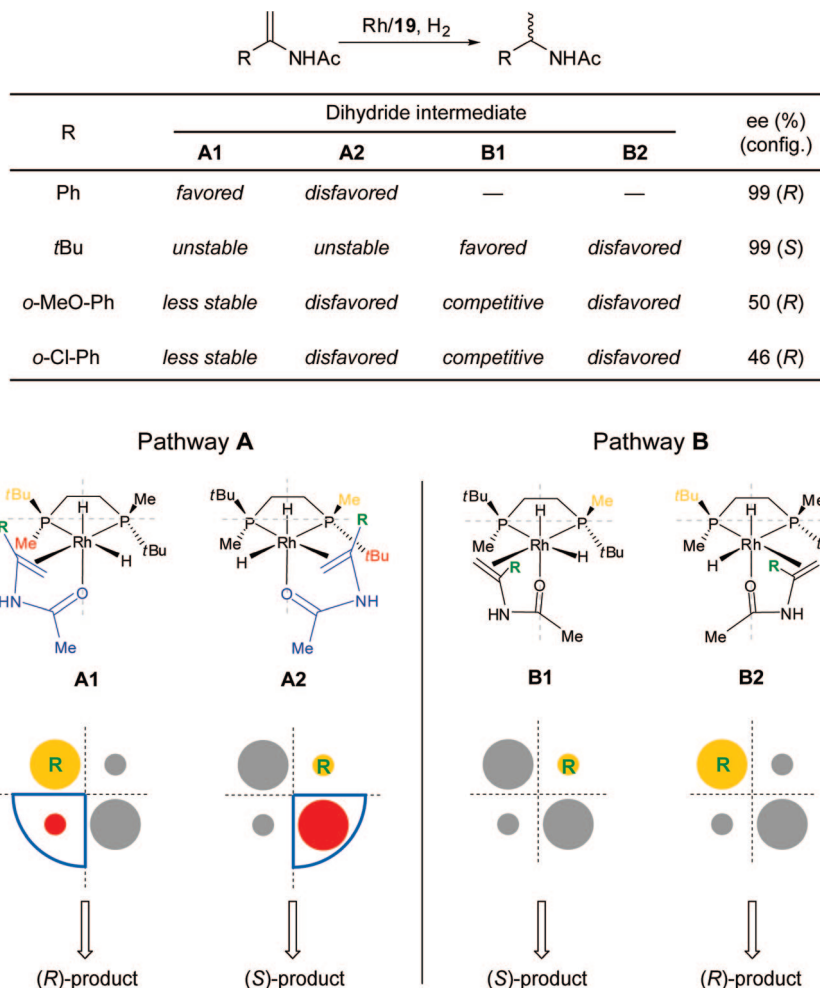 Rh/19, H2
R NHAc R NHAc
R Dihydride intermediate ee (%) (config.)
A1 A2 B1 B2
Ph favored disfavored — — 99 (R)
tBu unstable unstable favored disfavored 99 (S)
o-MeO-Ph less stable disfavored competitive disfavored 50 (R)
o-Cl-Ph less stable disfavored competitive disfavored 46 (R)
Pathway A Pathway B
tBu H Me P P R Me Rh H tBu O HN Me
tBu H Me R P P Me Rh H tBu O NH Me
tBu H Me P P Me Rh H tBu R O HN Me
tBu H Me P P Me Rh H R O NH Me
A1 A2 B1 B2
R R R R
(R)-product (S)-product (S)-product (R)-product